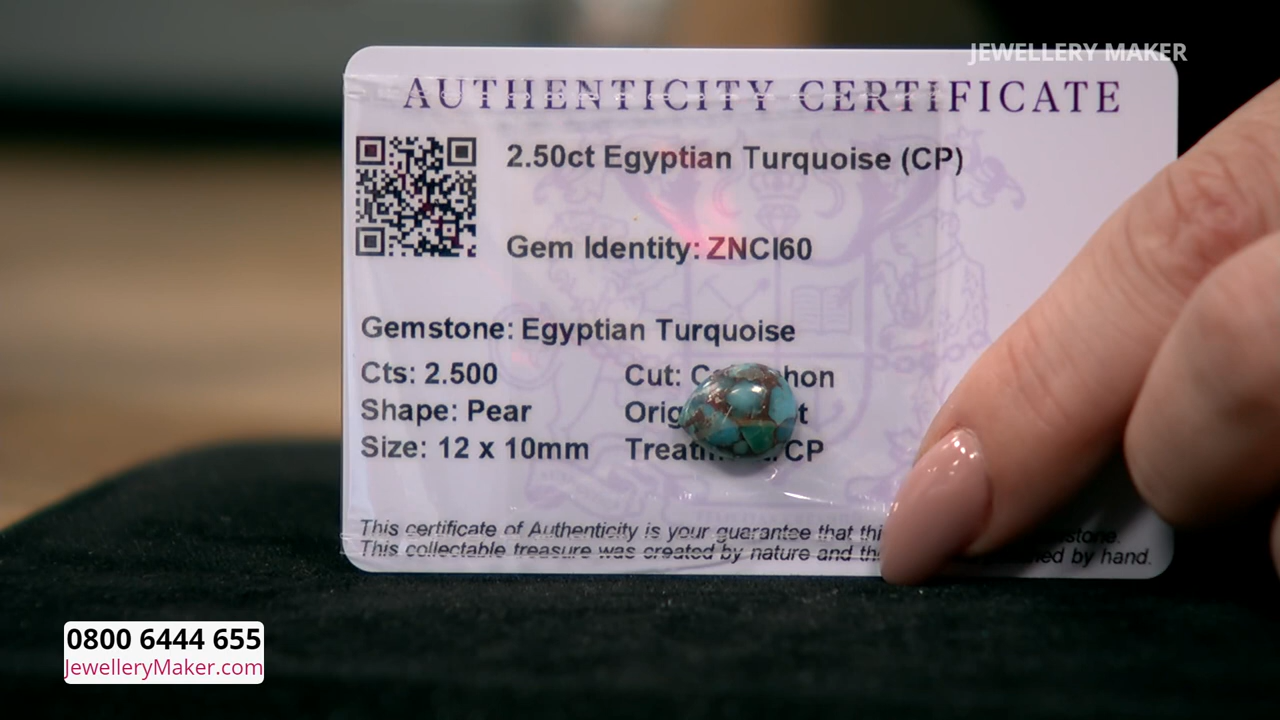 JEWELLERY MAKER
AUTHENTICITY CERTIFICATE
2.50ct Egyptian Turquoise (CP)
Gem Identity: ZNCI60
Gemstone: Egyptian Turquoise
Cts: 2.500
Cut:
Shape: Pear
Size: 12 x 10mm
CP
This certificate of Authenticity is your guarantee that
This collectable treasure was created by nature and
by hand.
0800 6444 655
JewelleryMaker.com